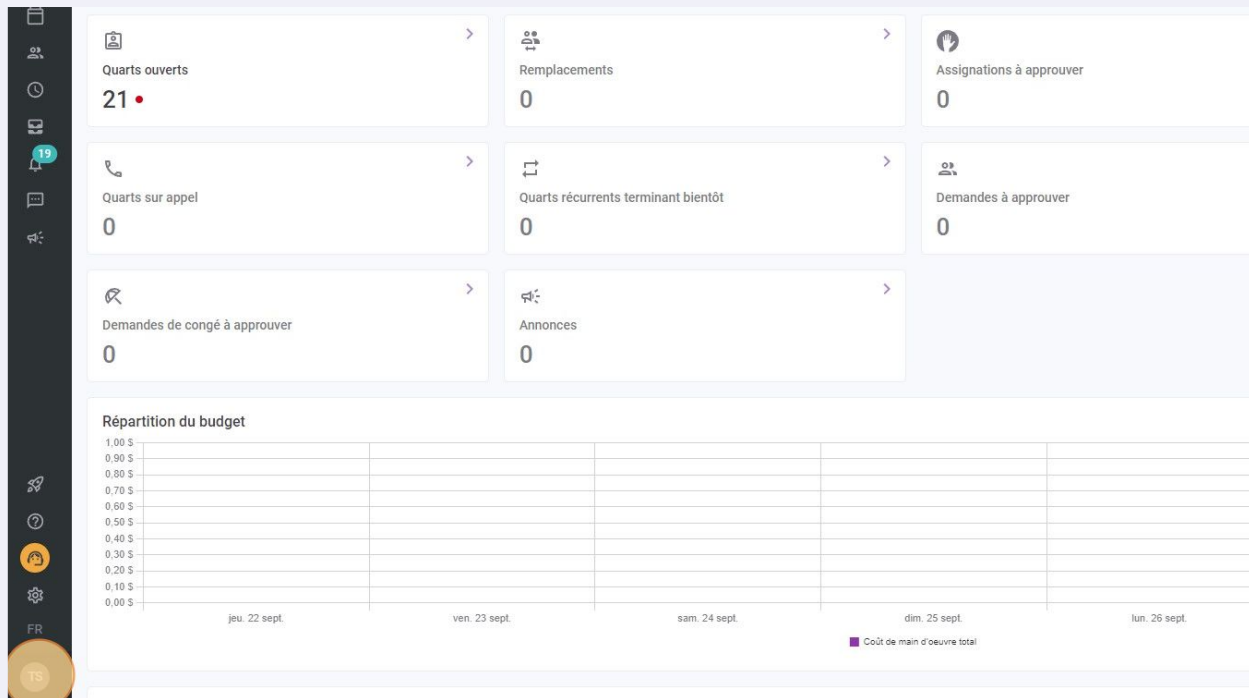 Quarts ouverts
21
Remplacements
0
Assignations à approuver
0
19
Quarts sur appel
0
Quarts récurrents terminant bientôt
0
Demandes à approuver
0
Demandes de congé à approuver
0
Annonces
0
Répartition du budget
1,00 $
0,90 $
0,80 $
0,70 $
0,60 $
0,50 $
0,40 $
0,30 $
0,20 $
0,10 $
0,00 $
jeu. 22 sept. ven. 23 sept. sam. 24 sept. dim. 25 sept. lun. 26 sept.
Coût de main d'oeuvre total
FR
TS